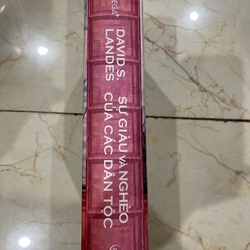 DAVID S.
LANDES
SỰ GIÀU VÀ NGHÈO
CỦA CÁC DÂN TỘC